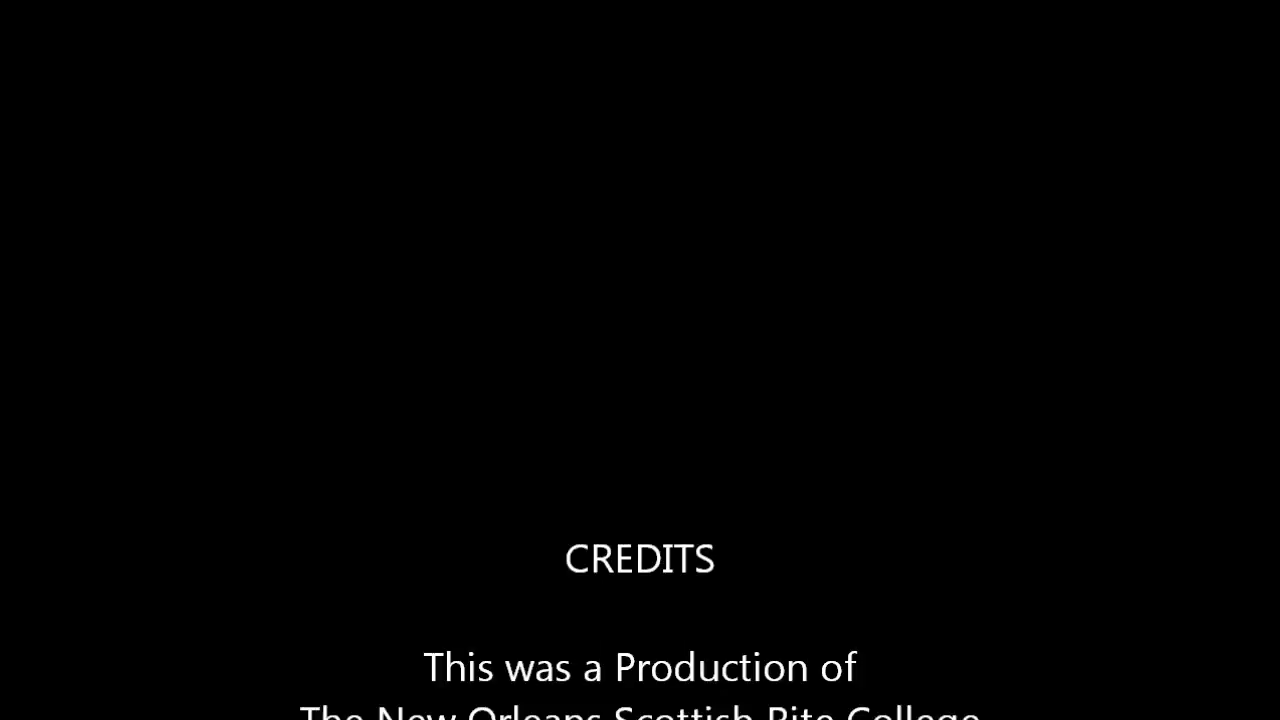 CREDITS
This was a Production of
The New Orleans Scottish Rite College